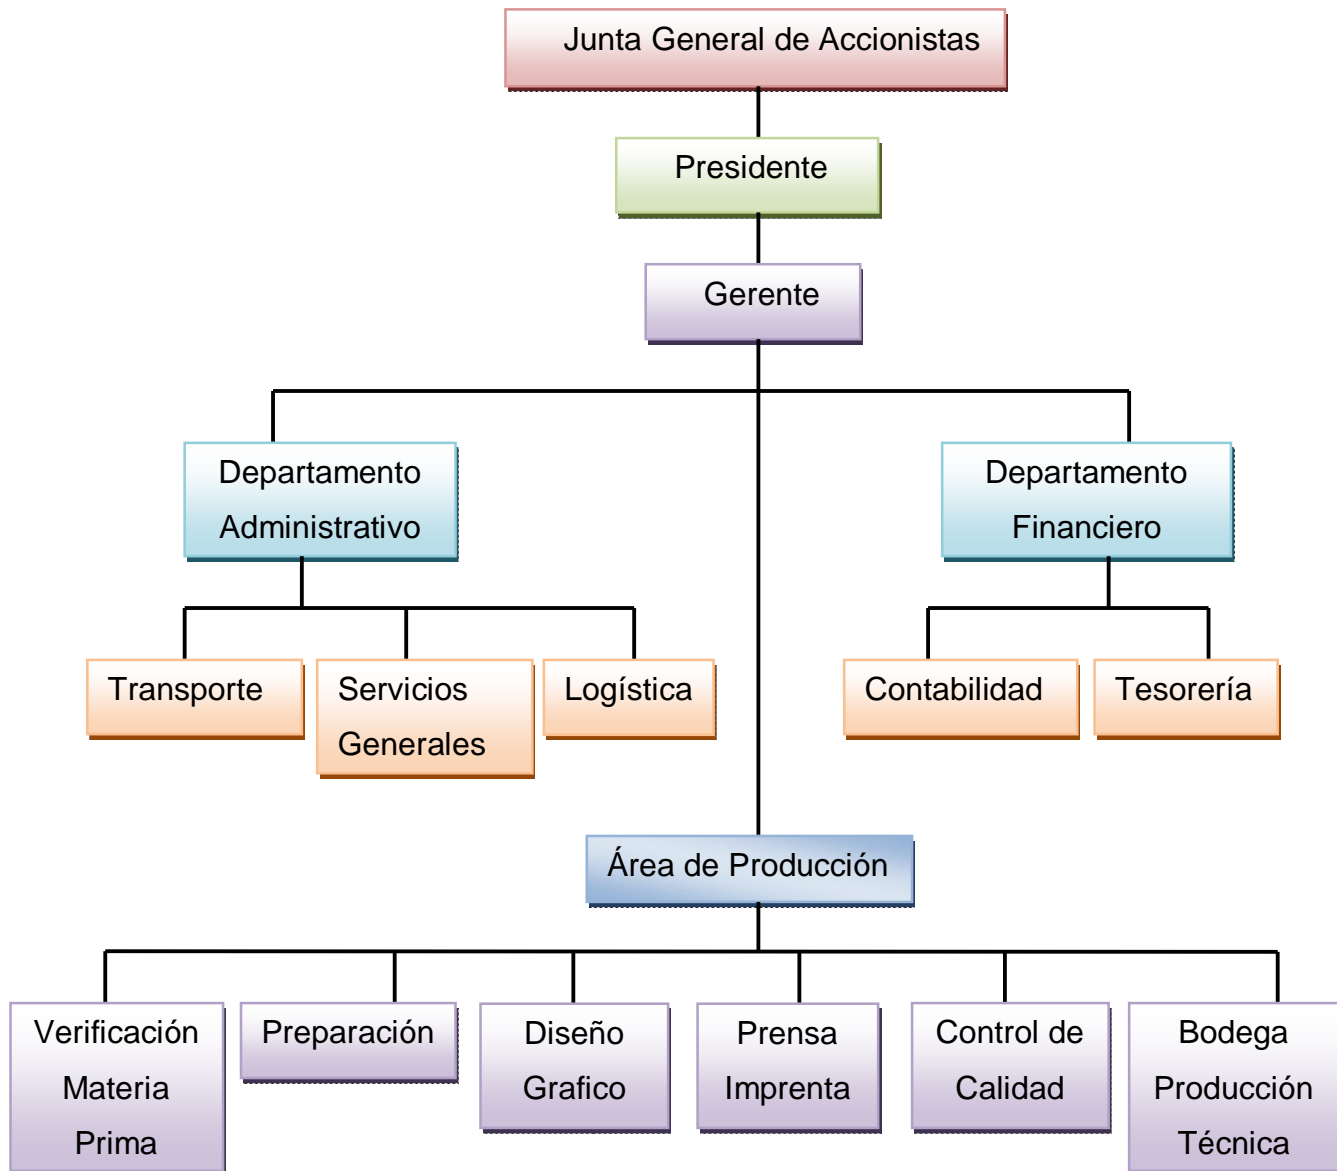 Junta General de Accionistas
Presidente
Gerente
Departamento
Administrativo
Departamento
Financiero
Transporte
Servicios
Generales
Logística
Contabilidad
Tesorería
Área de Producción
Verificación
Materia
Prima
Preparación
Diseño
Grafico
Prensa
Imprenta
Control de
Calidad
Bodega
Producción
Técnica